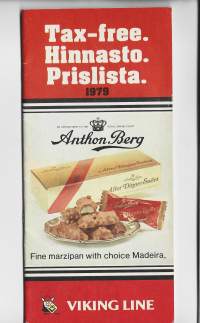 Tax-free.
Hinnasto.
Prislista.
1979
Anthon Berg
Fine marzipan with choice Madeira,
VIKING LINE